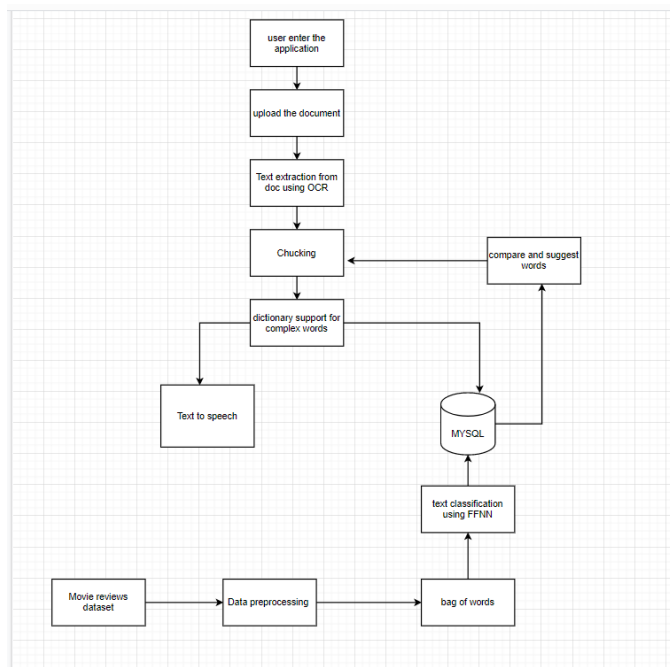 user enter the
application
upload the document
Text extraction from
doc using OCR
Chucking
compare and suggest
words
dictionary support for
complex words
Text to speech
MYSQL
text classification
using FFNN
Movie reviews
dataset
Data preprocessing
bag of words